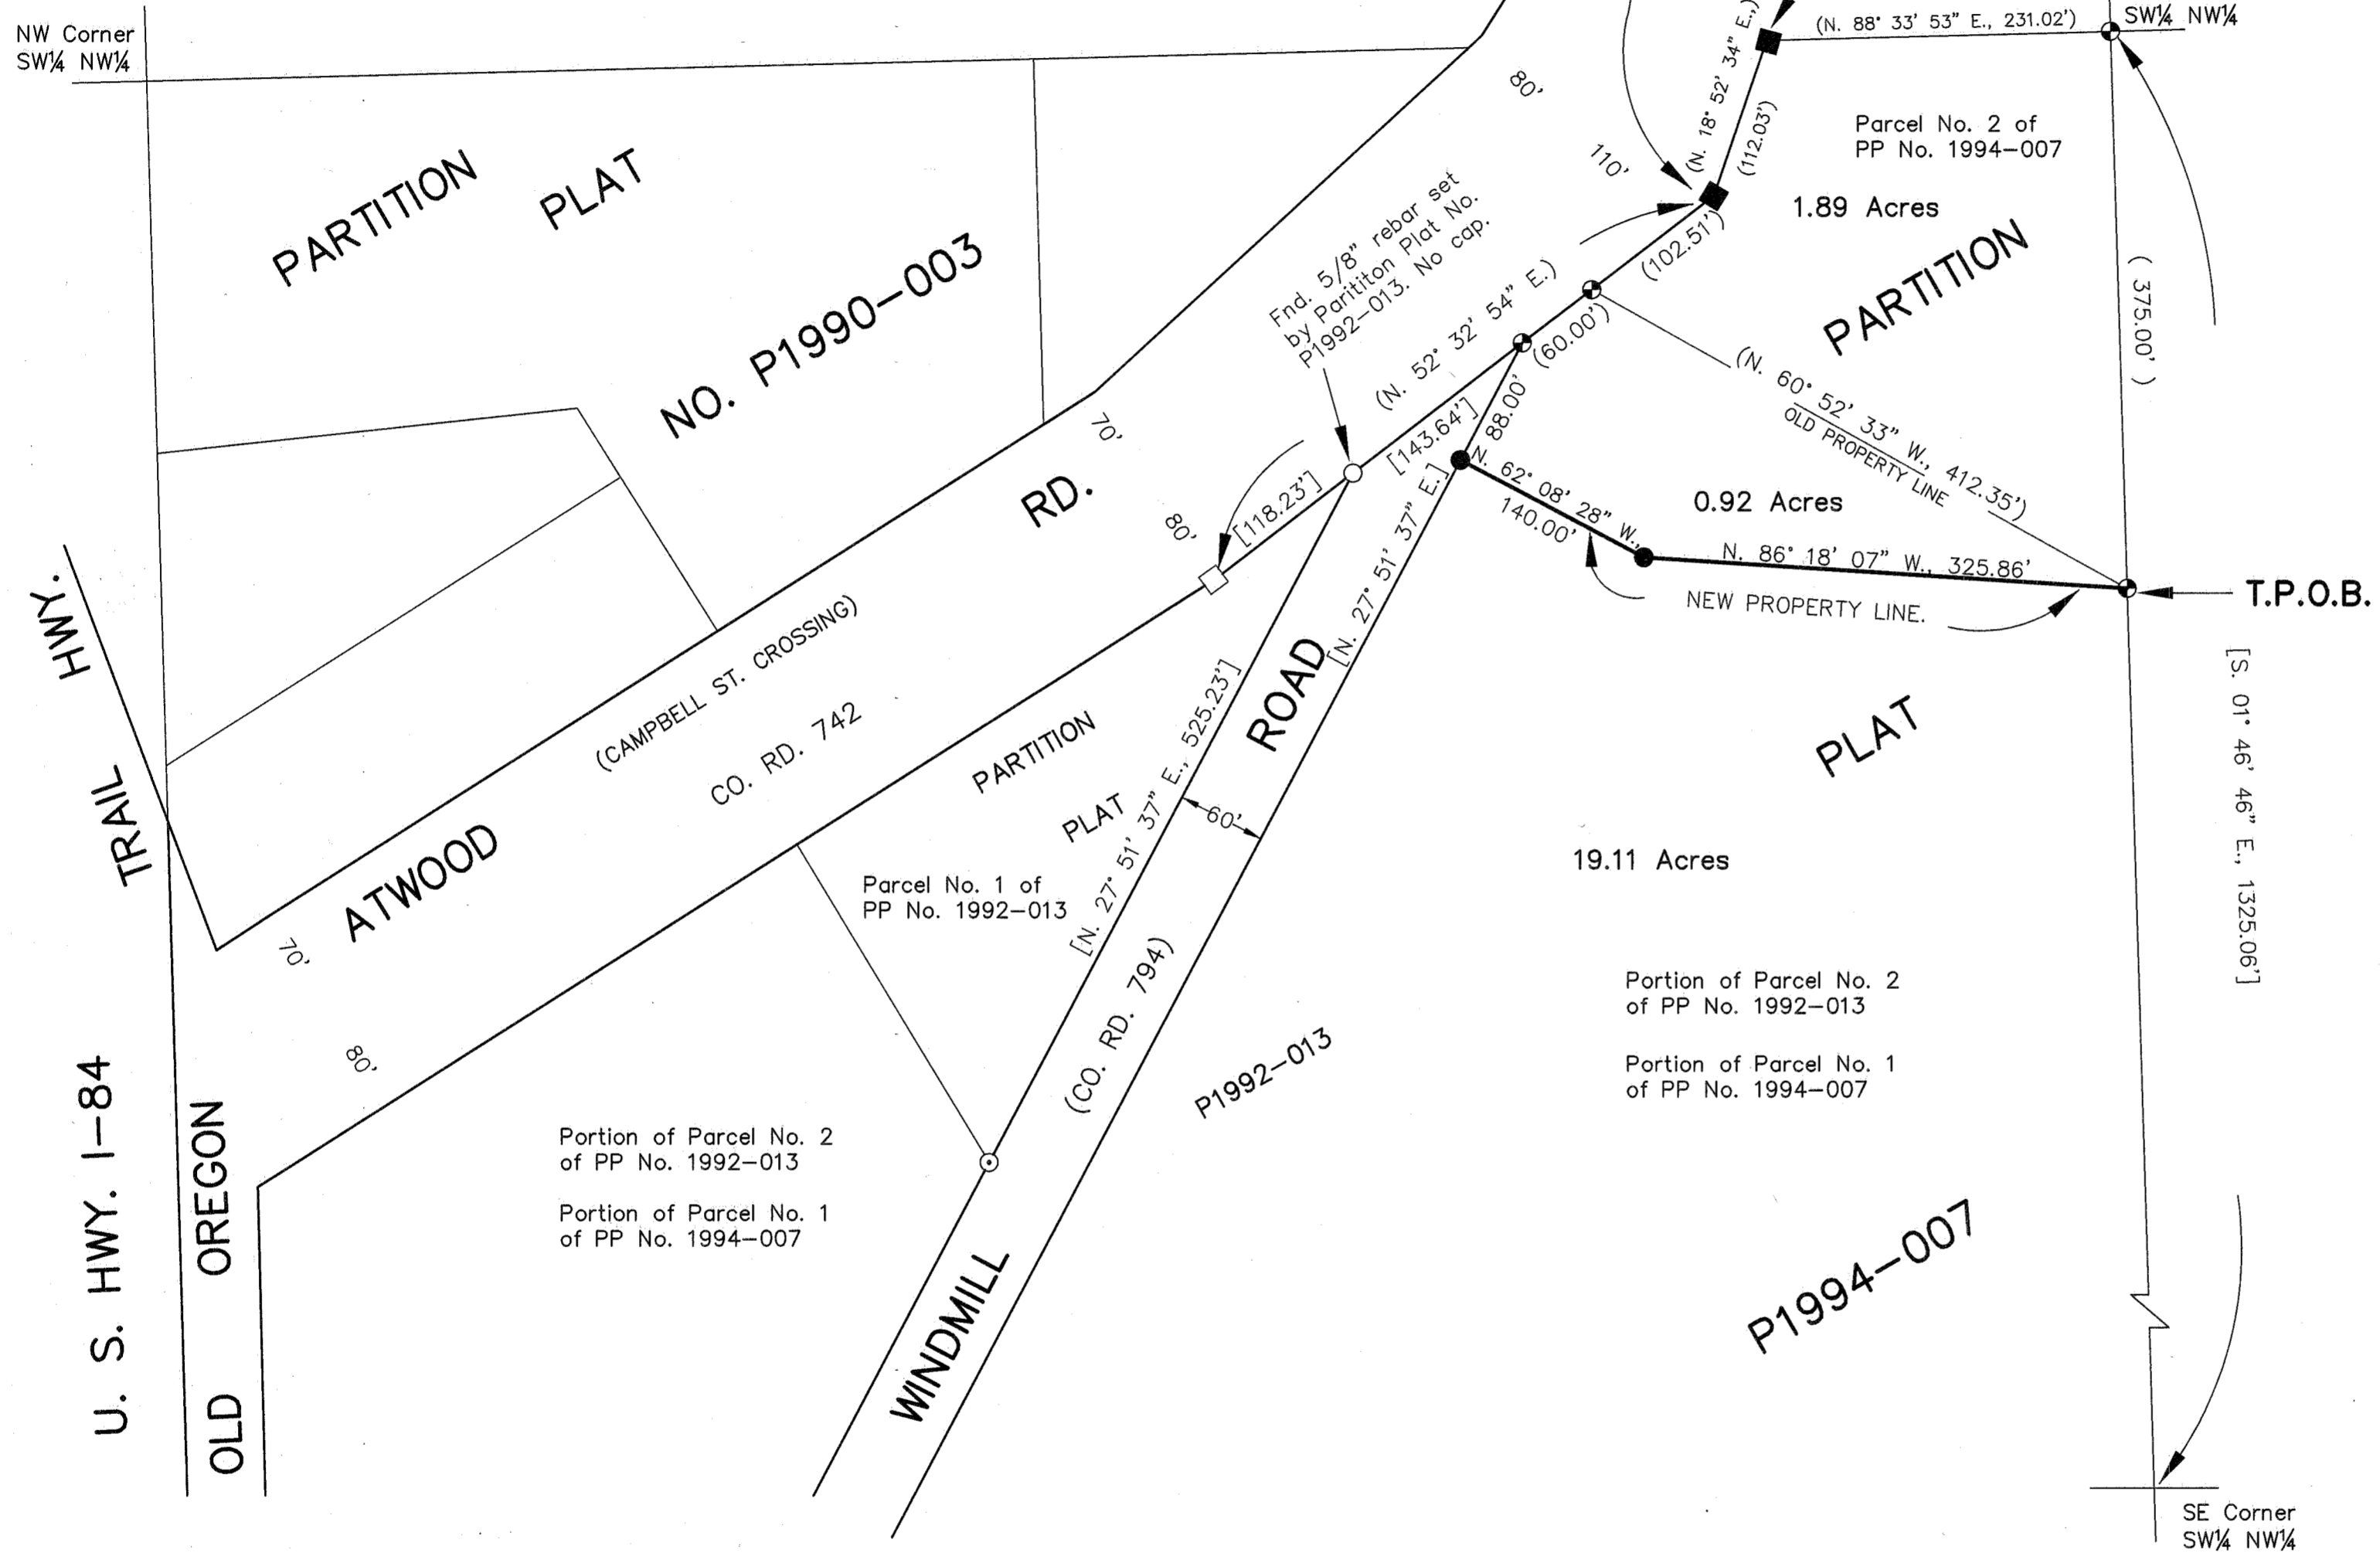 NW Corner
SW¼ NW¼
(N. 88° 33' 53" E., 231.02')
SW¼ NW¼
(N. 18° 52' 34" E.,)
(112.03')
80'
110'
Parcel No. 2 of
PP No. 1994-007
1.89 Acres
PARTITION
PLAT
NO. P1990-003
Fnd. 5/8" rebar set
by Parititon Plat No.
P1992-013. No cap.
(N. 52° 32' 54" E.)
(102.51')
(60.00')
PARTITION
( 375.00' )
(N. 60° 52' 33" W., 412.35')
OLD PROPERTY LINE
70'
RD.
80'
[118.23']
[143.64']
88.00'
N. 62° 08' 28" W.,
140.00'
0.92 Acres
N. 86° 18' 07" W., 325.86'
NEW PROPERTY LINE.
T.P.O.B.
[N. 27° 51' 37" E.]
[N. 27° 51' 37" E., 525.23']
ROAD
60'
HWY.
TRAIL
(CAMPBELL ST. CROSSING)
CO. RD. 742
ATWOOD
70'
80'
PARTITION
PLAT
Parcel No. 1 of
PP No. 1992-013
PLAT
[S. 01° 46' 46" E., 1325.06']
19.11 Acres
(CO. RD. 794)
P1992-013
Portion of Parcel No. 2
of PP No. 1992-013
Portion of Parcel No. 1
of PP No. 1994-007
Portion of Parcel No. 2
of PP No. 1992-013
Portion of Parcel No. 1
of PP No. 1994-007
U. S. HWY. I-84
OLD OREGON
WINDMILL
P1994-007
SE Corner
SW¼ NW¼